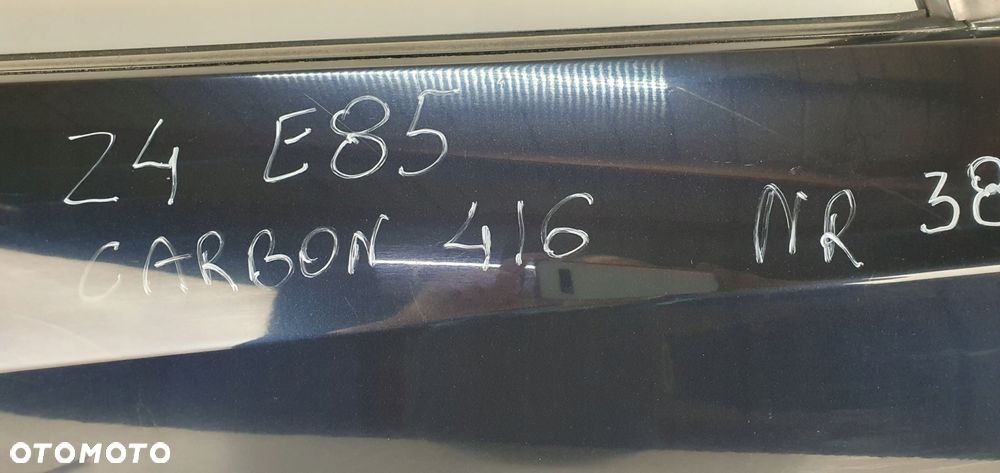 Z4 E85
CARBON 416 NR 38
OTOMOTO